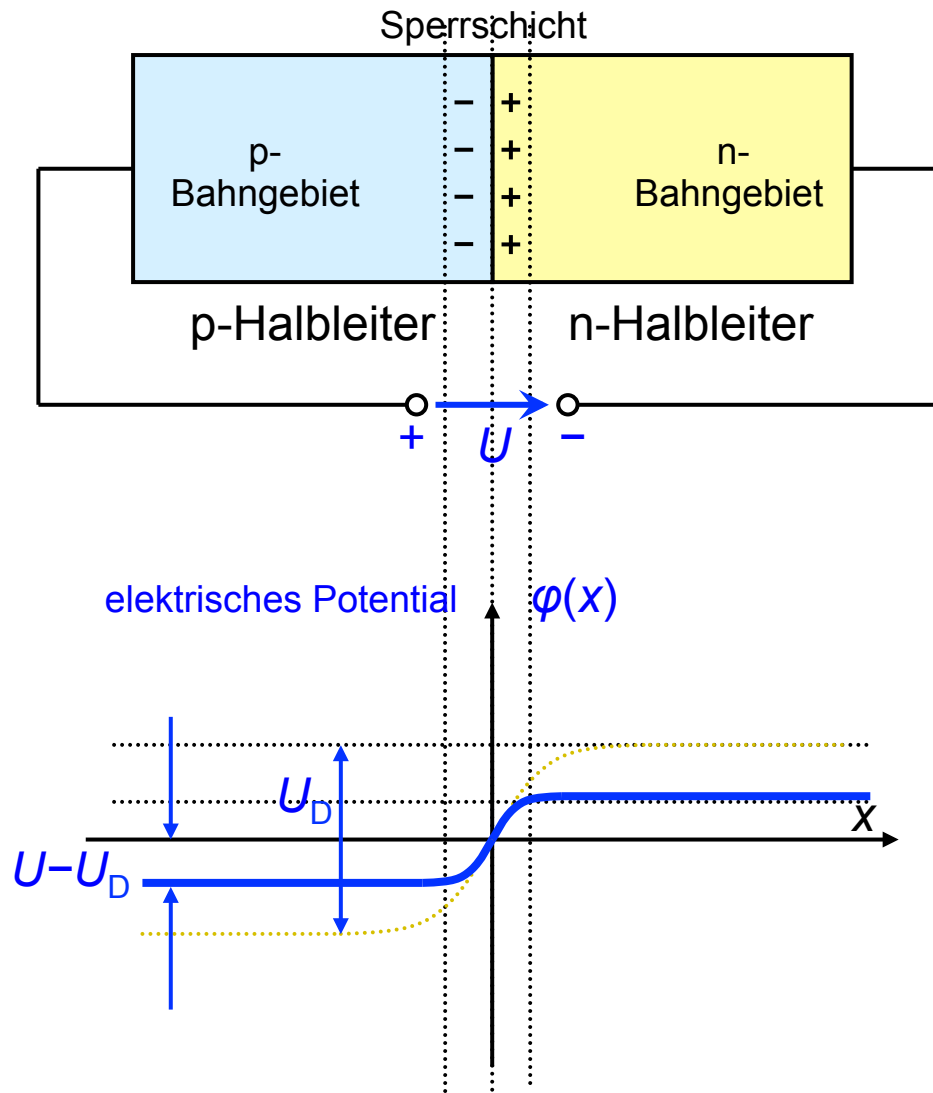 Sperrschicht
− +
− +
− +
− +
p-
Bahngebiet
n-
Bahngebiet
p-Halbleiter
n-Halbleiter
+ U −
elektrisches Potential
φ(x)
U_D
x
U−U_D